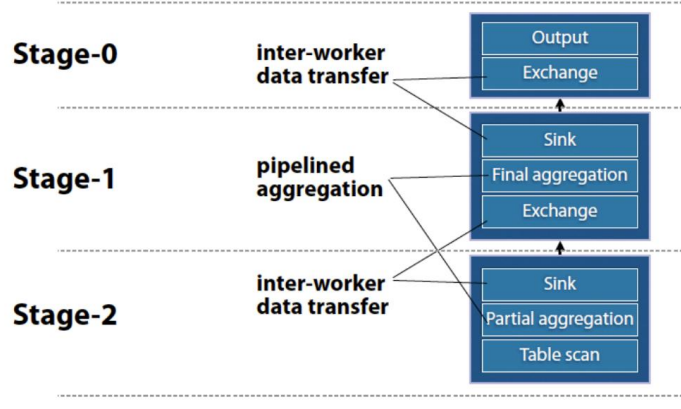 Stage-0
inter-worker
data transfer
Output
Exchange
Stage-1
pipelined
aggregation
Sink
Final aggregation
Exchange
Stage-2
inter-worker
data transfer
Sink
Partial aggregation
Table scan